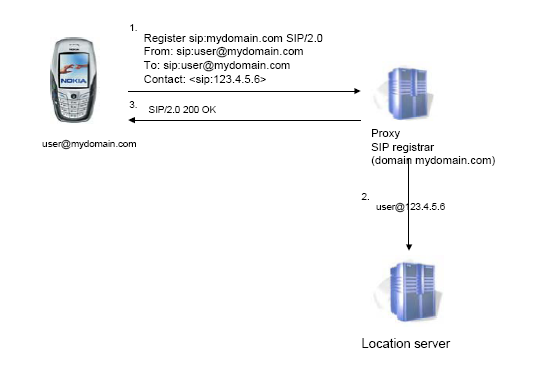 1.
Register sip:mydomain.com SIP/2.0
From: sip:user@mydomain.com
To: sip:user@mydomain.com
Contact: <sip:123.4.5.6>
NOKIA
3.
SIP/2.0 200 OK
user@mydomain.com
Proxy
SIP registrar
(domain mydomain.com)
2.
user@123.4.5.6
Location server